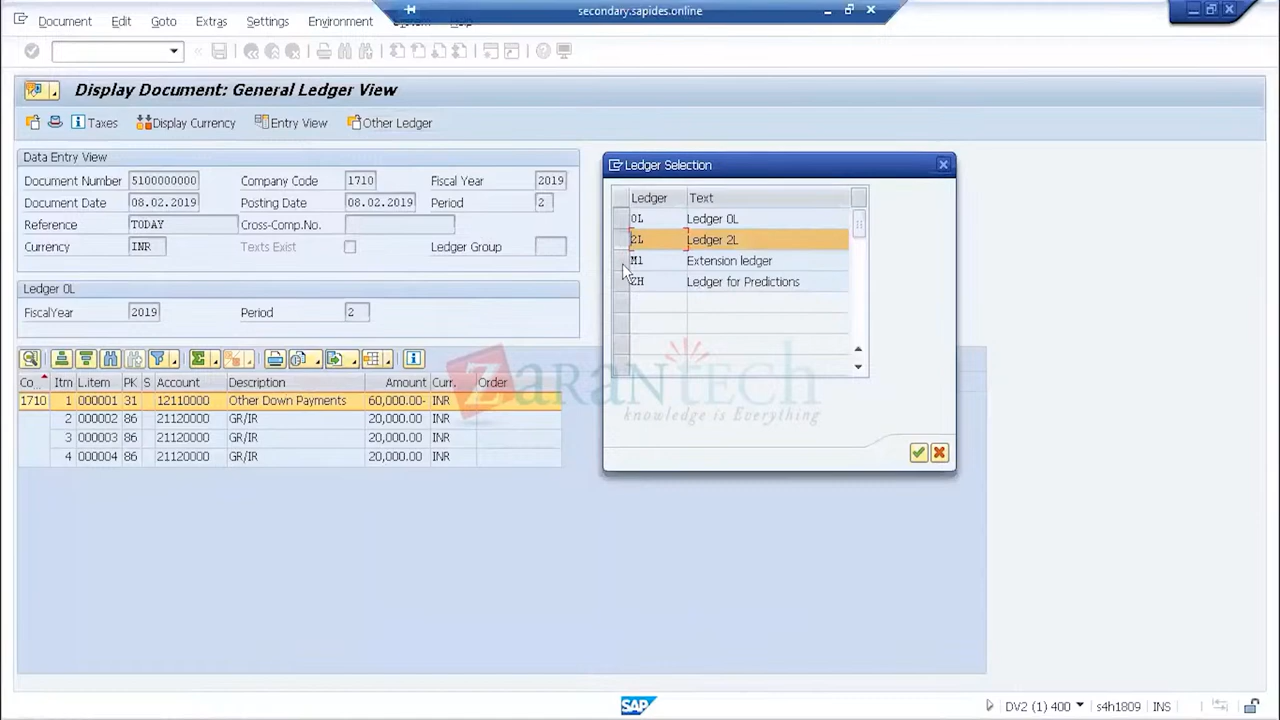 secondary.sapides.online
Document Edit Goto Extras Settings Environment
Display Document: General Ledger View
Taxes Display Currency Entry View Other Ledger
Data Entry View
Document Number 5100000000 Company Code 1710 Fiscal Year 2019
Document Date 08.02.2019 Posting Date 08.02.2019 Period 2
Reference TODAY Cross-Comp.No.
Currency INR Texts Exist Ledger Group
Ledger 0L
FiscalYear 2019 Period 2
Co... Itm L.item PK S Account Description Amount Curr. Order
1710 1 000001 31 12110000 Other Down Payments 60,000.00- INR
2 000002 86 21120000 GR/IR 20,000.00 INR
3 000003 86 21120000 GR/IR 20,000.00 INR
4 000004 86 21120000 GR/IR 20,000.00 INR
Ledger Selection
Ledger Text
0L Ledger 0L
2L Ledger 2L
M1 Extension ledger
ZH Ledger for Predictions
ZaranTech
knowledge is Everything
SAP
DV2 (1) 400 s4h1809 INS